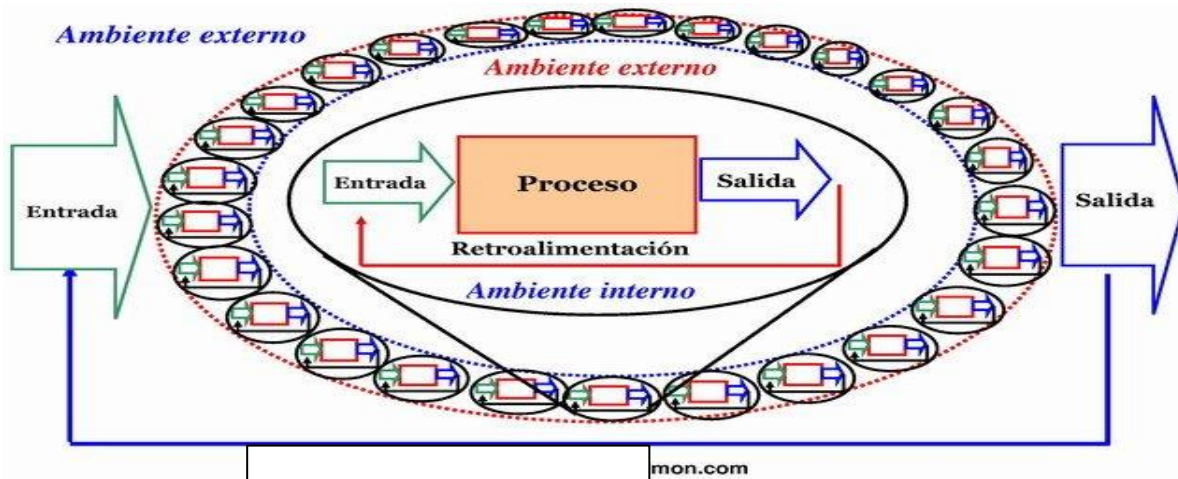 Ambiente externo
Ambiente externo
Entrada
Entrada
Proceso
Salida
Salida
Retroalimentación
Ambiente interno
mon.com